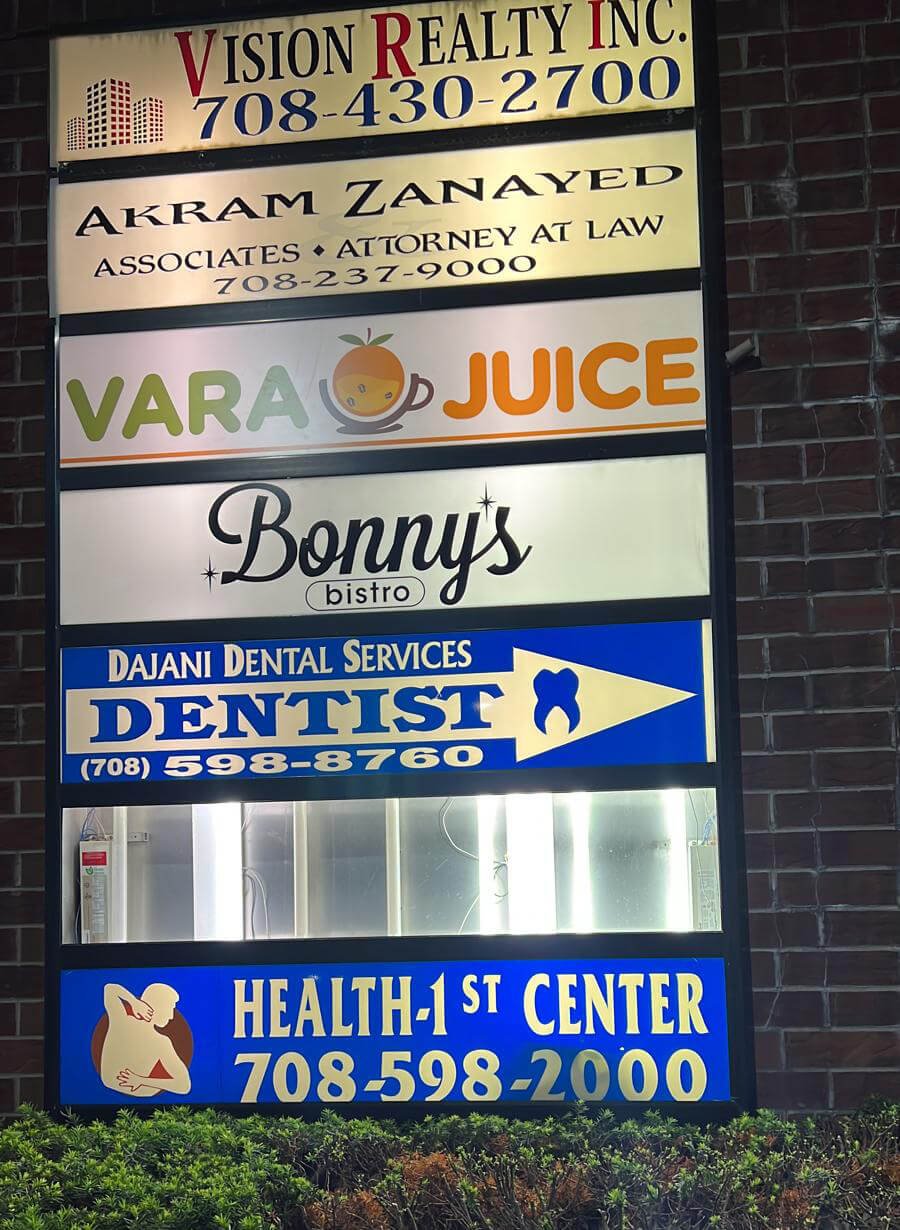 VISION REALTY INC.
708-430-2700
AKRAM ZANAYED
ASSOCIATES • ATTORNEY AT LAW
708-237-9000
VARA JUICE
Bonny's
bistro
DAJANI DENTAL SERVICES
DENTIST
(708) 598-8760
HEALTH-1ST CENTER
708-598-2000